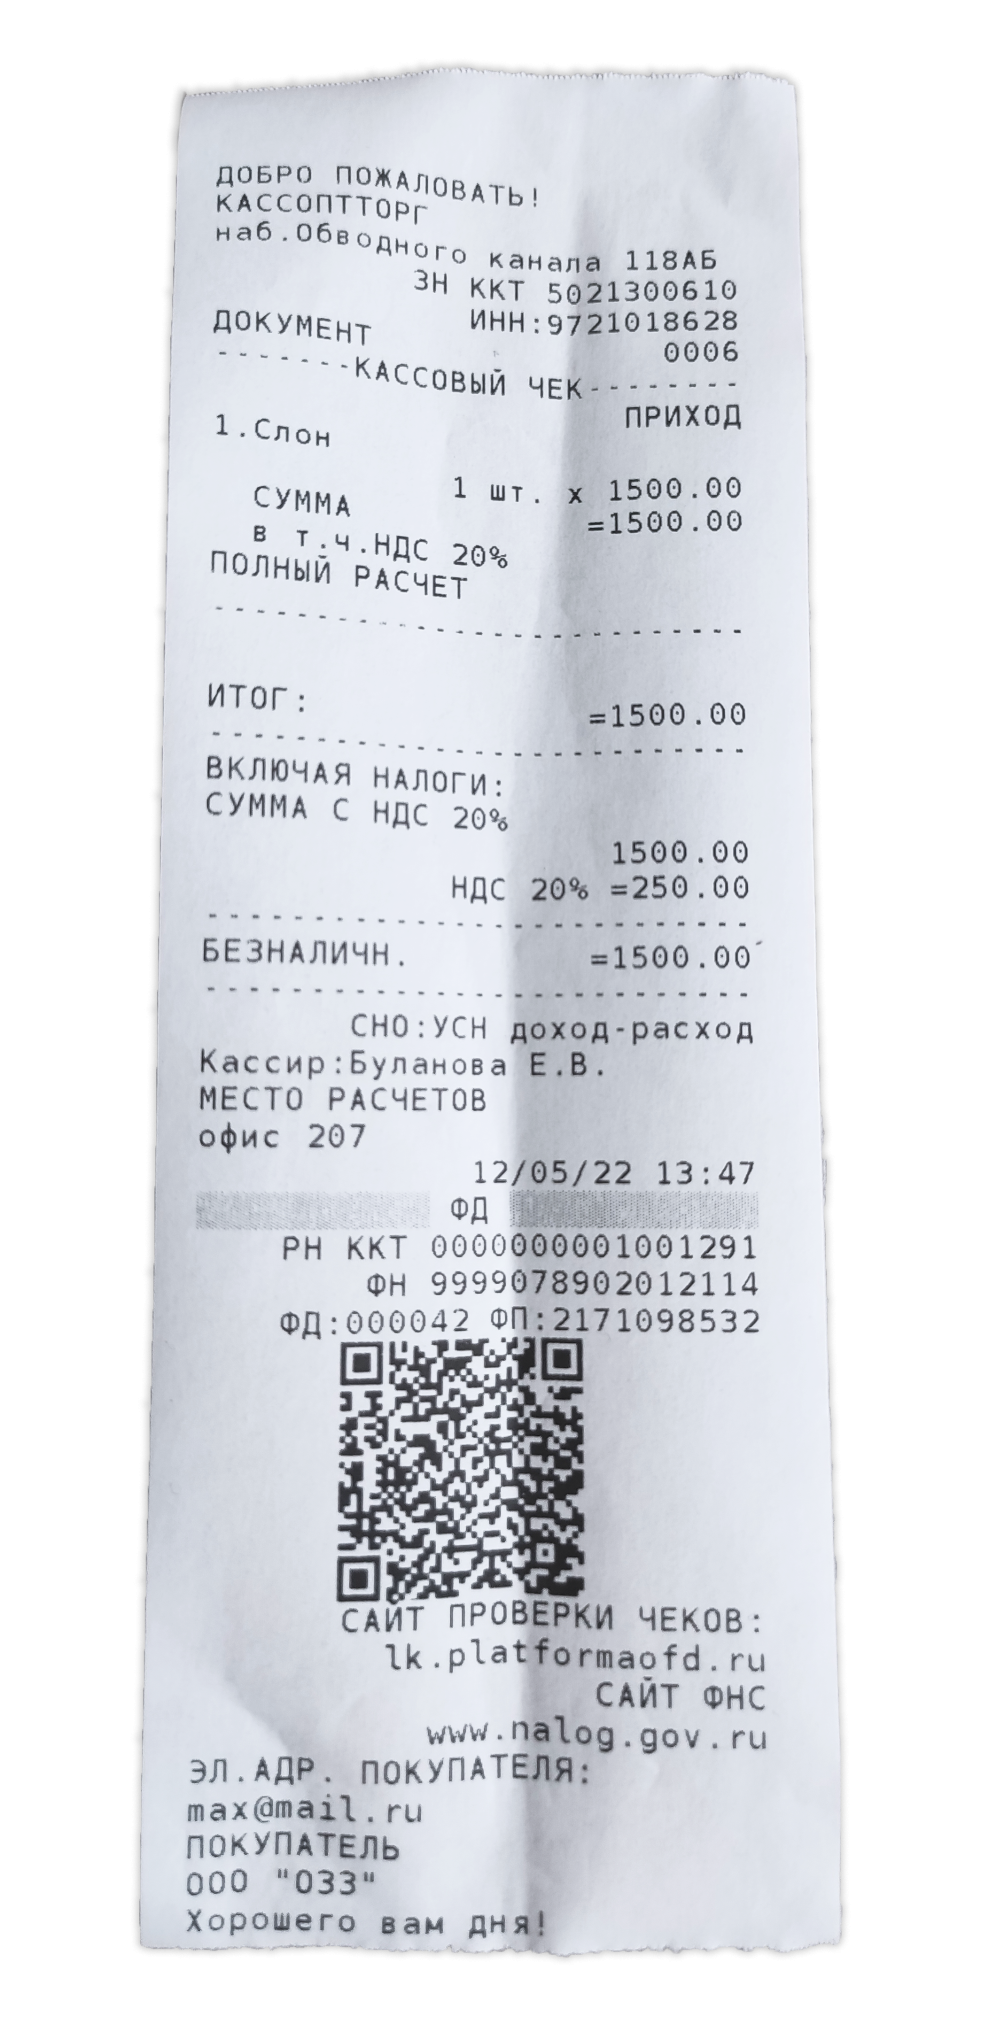 ДОБРО ПОЖАЛОВАТЬ!
КАССОПТТОРГ
наб.Обводного канала 118АБ
ЗН ККТ 5021300610
ИНН:9721018628
ДОКУМЕНТ 0006
-------КАССОВЫЙ ЧЕК--------
ПРИХОД
1.Слон
1 шт. x 1500.00
СУММА =1500.00
в т.ч.НДС 20%
ПОЛНЫЙ РАСЧЕТ
---------------------------
ИТОГ: =1500.00
---------------------------
ВКЛЮЧАЯ НАЛОГИ:
СУММА С НДС 20%
1500.00
НДС 20% =250.00
---------------------------
БЕЗНАЛИЧН. =1500.00
---------------------------
СНО:УСН доход-расход
Кассир:Буланова Е.В.
МЕСТО РАСЧЕТОВ
офис 207
12/05/22 13:47
ФД
РН ККТ 0000000001001291
ФН 9999078902012114
ФД:000042 ФП:2171098532
САЙТ ПРОВЕРКИ ЧЕКОВ:
lk.platformaofd.ru
САЙТ ФНС
www.nalog.gov.ru
ЭЛ.АДР. ПОКУПАТЕЛЯ:
max@mail.ru
ПОКУПАТЕЛЬ
ООО "ОЗЗ"
Хорошего вам дня!